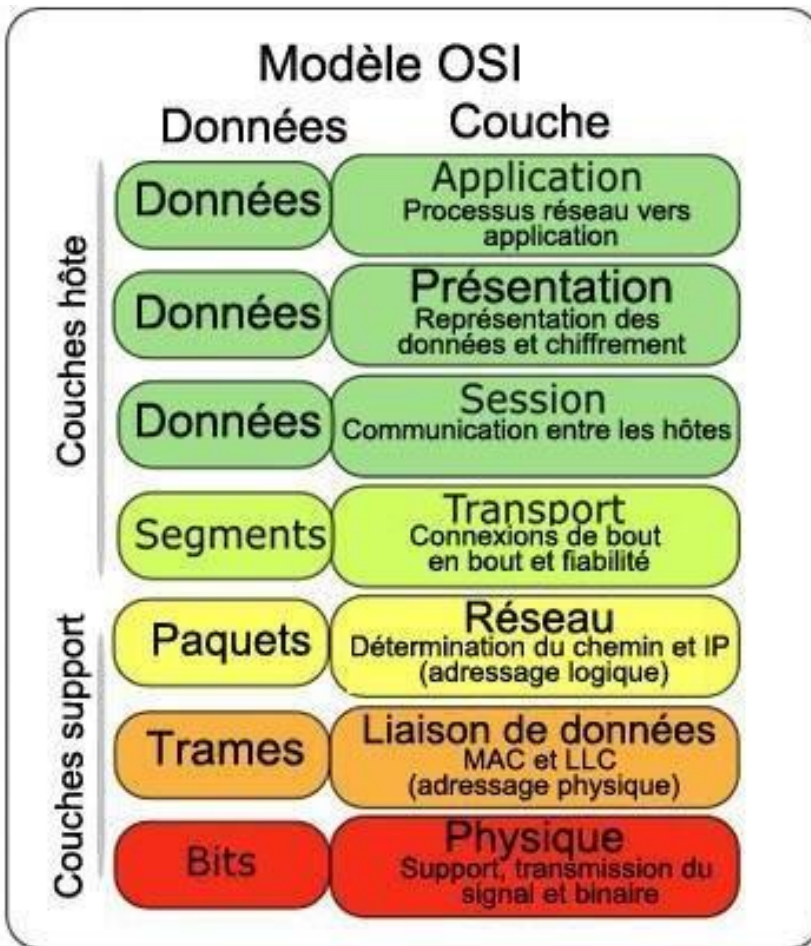 Modèle OSI
Données
Couche
Couches hôte
Données
Application
Processus réseau vers
application
Données
Présentation
Représentation des
données et chiffrement
Données
Session
Communication entre les hôtes
Segments
Transport
Connexions de bout
en bout et fiabilité
Couches support
Paquets
Réseau
Détermination du chemin et IP
(adressage logique)
Trames
Liaison de données
MAC et LLC
(adressage physique)
Bits
Physique
Support, transmission du
signal et binaire